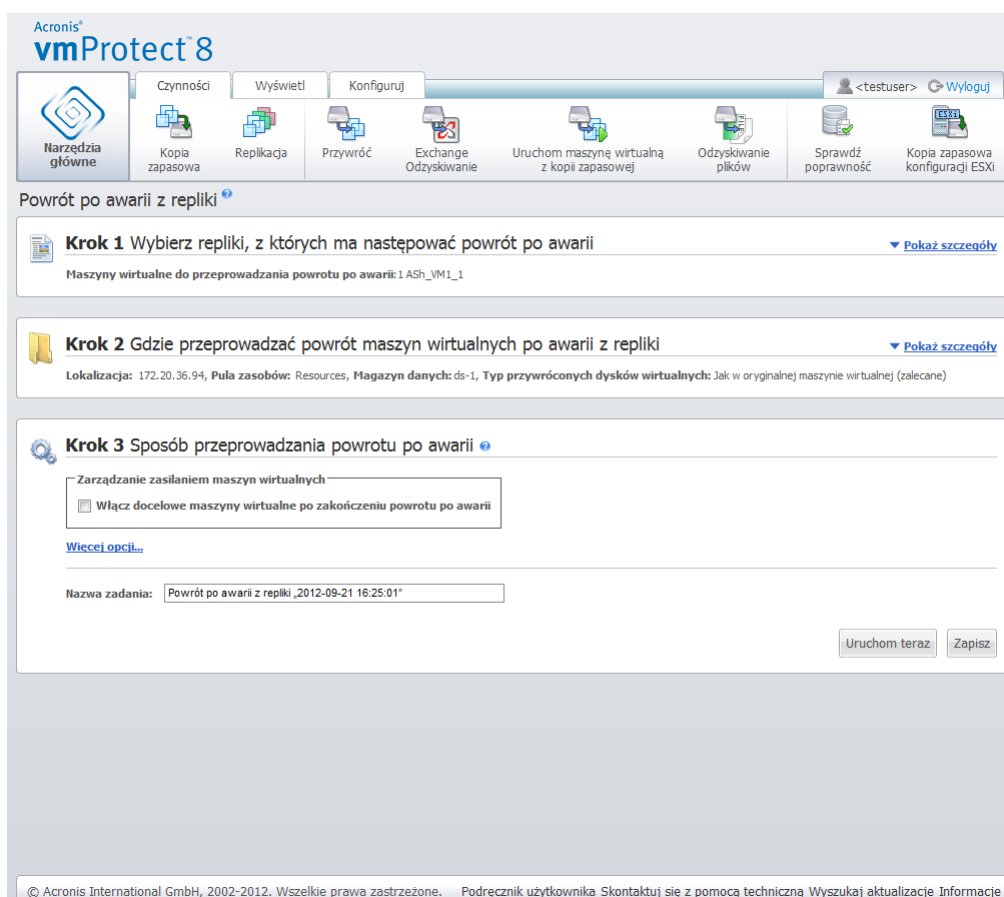 Acronis®
vmProtect™ 8
Czynności Wyświetl Konfiguruj <testuser> Wyloguj
Narzędzia główne
Kopia zapasowa
Replikacja
Przywróć
Exchange Odzyskiwanie
Uruchom maszynę wirtualną z kopii zapasowej
Odzyskiwanie plików
Sprawdź poprawność
ESXi
Kopia zapasowa konfiguracji ESXi
Powrót po awarii z repliki ?
Krok 1 Wybierz repliki, z których ma następować powrót po awarii
Pokaż szczegóły
Maszyny wirtualne do przeprowadzania powrotu po awarii: 1 ASh_VM1_1
Krok 2 Gdzie przeprowadzać powrót maszyn wirtualnych po awarii z repliki
Pokaż szczegóły
Lokalizacja: 172.20.36.94, Pula zasobów: Resources, Magazyn danych: ds-1, Typ przywróconych dysków wirtualnych: Jak w oryginalnej maszynie wirtualnej (zalecane)
Krok 3 Sposób przeprowadzania powrotu po awarii ?
Zarządzanie zasilaniem maszyn wirtualnych
Włącz docelowe maszyny wirtualne po zakończeniu powrotu po awarii
Więcej opcji...
Nazwa zadania: Powrót po awarii z repliki „2012-09-21 16:25:01”
Uruchom teraz Zapisz
© Acronis International GmbH, 2002-2012. Wszelkie prawa zastrzeżone. Podręcznik użytkownika Skontaktuj się z pomocą techniczną Wyszukaj aktualizacje Informacje